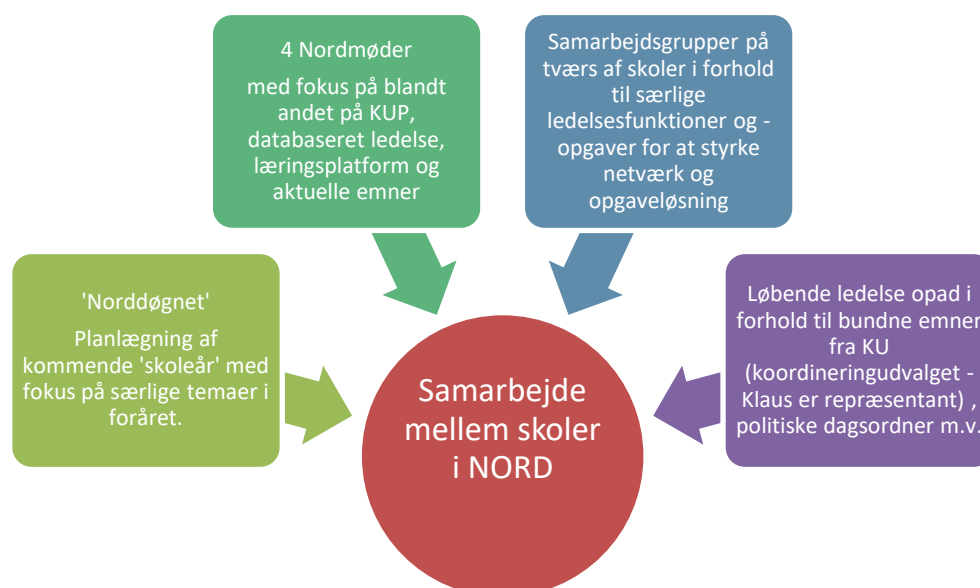 4 Nordmøder
med fokus på blandt
andet på KUP,
databaseret ledelse,
læringsplatform og
aktuelle emner
Samarbejdsgrupper på
tværs af skoler i forhold
til særlige
ledelsesfunktioner og -
opgaver for at styrke
netværk og
opgaveløsning
'Norddøgnet'
Planlægning af
kommende 'skoleår' med
fokus på særlige temaer i
foråret.
Løbende ledelse opad i
forhold til bundne emner
fra KU
(koordineringudvalget -
Klaus er repræsentant) ,
politiske dagsordner m.v.
Samarbejde
mellem skoler
i NORD